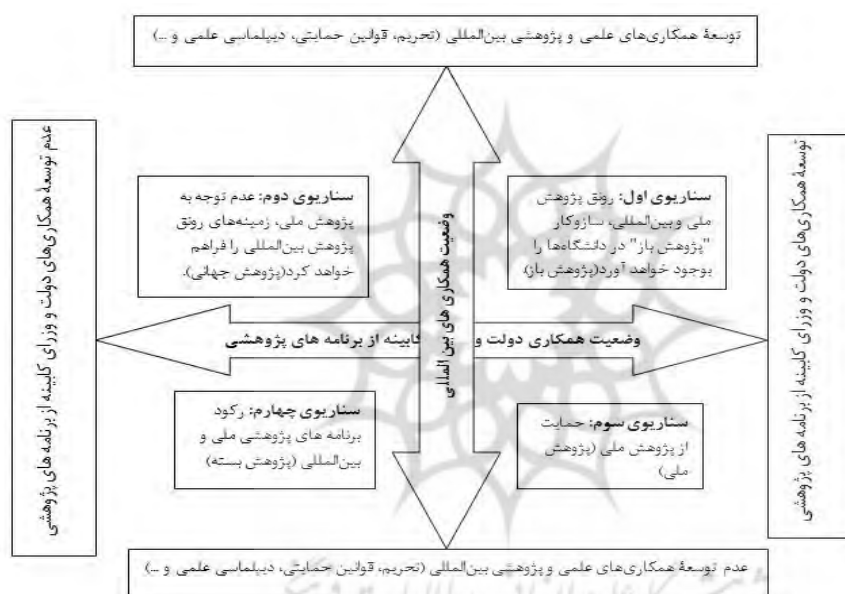 توسعهٔ همکاری‌های علمی و پژوهشی بین‌المللی (تحریم، قوانین حمایتی، دیپلماسی علمی و ...)
توسعهٔ همکاری‌های دولت و وزرای کابینه از برنامه های پژوهشی
سناریوی اول: رونق پژوهش
ملی و بین‌المللی، سازوکار
"پژوهش باز" در دانشگاه‌ها را
بوجود خواهد آورد(پژوهش باز)
سناریوی دوم: عدم توجه به
پژوهش ملی، زمینه‌های رونق
پژوهش بین‌المللی را فراهم
خواهد کرد(پژوهش جهانی).
عدم توسعهٔ همکاری‌های دولت و وزرای کابینه از برنامه های پژوهشی
وضعیت همکاری های بین المللی
وضعیت همکاری دولت و کابینه از برنامه های پژوهشی
سناریوی سوم: حمایت
از پژوهش ملی (پژوهش
ملی)
سناریوی چهارم: رکود
برنامه های پژوهشی ملی و
بین‌المللی (پژوهش بسته)
عدم توسعهٔ همکاری‌های علمی و پژوهشی بین‌المللی (تحریم، قوانین حمایتی، دیپلماسی علمی و ...)